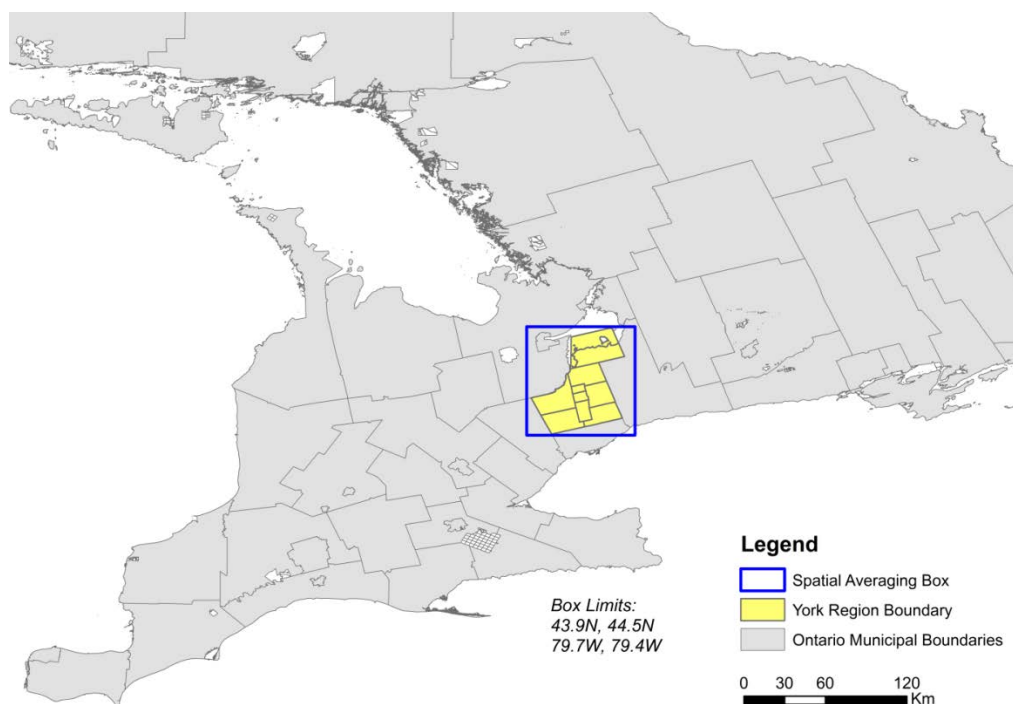 Box Limits:
43.9N, 44.5N
79.7W, 79.4W
Legend
Spatial Averaging Box
York Region Boundary
Ontario Municipal Boundaries
0 30 60 120
Km